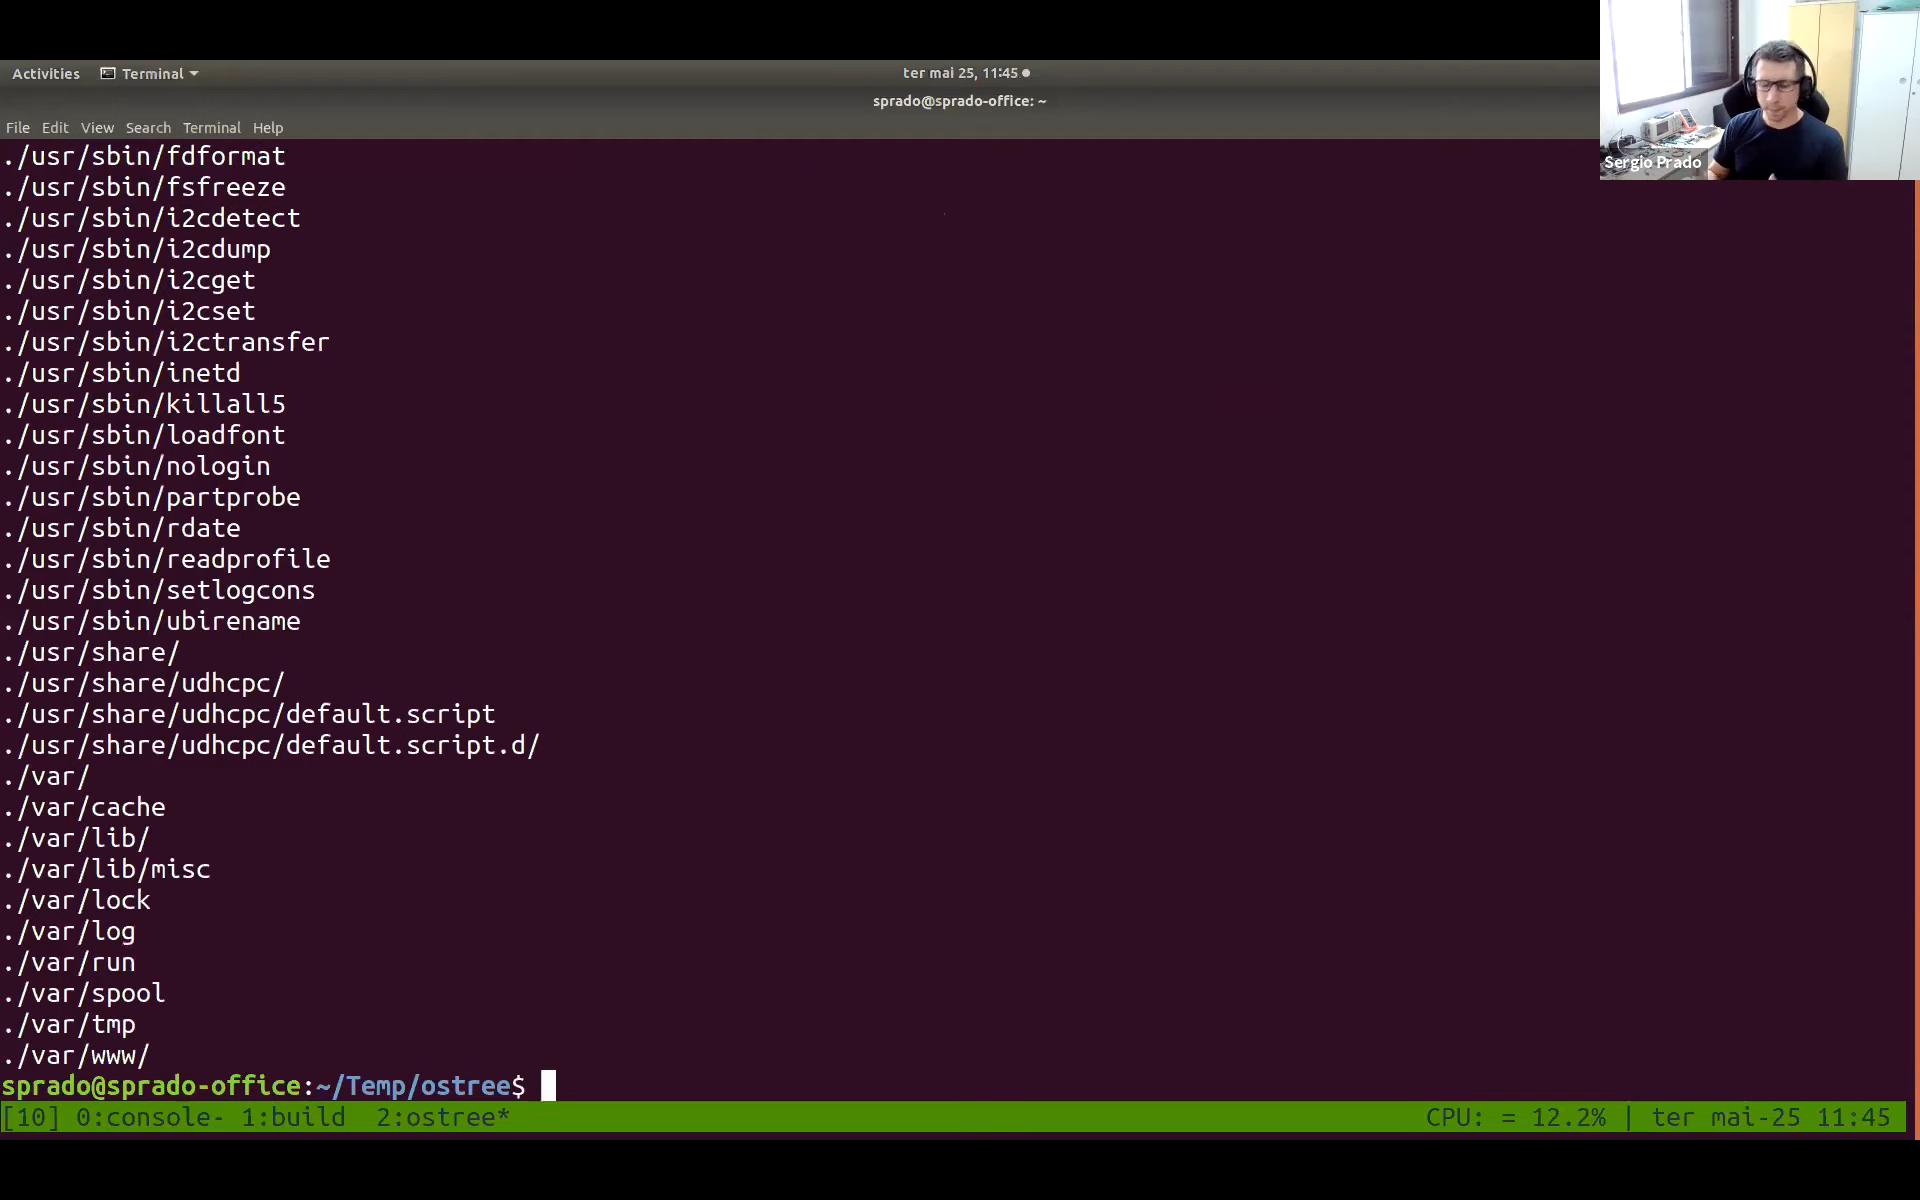 Activities Terminal ter mai 25, 11:45
sprado@sprado-office: ~
File Edit View Search Terminal Help
Sergio Prado
./usr/sbin/fdformat
./usr/sbin/fsfreeze
./usr/sbin/i2cdetect
./usr/sbin/i2cdump
./usr/sbin/i2cget
./usr/sbin/i2cset
./usr/sbin/i2ctransfer
./usr/sbin/inetd
./usr/sbin/killall5
./usr/sbin/loadfont
./usr/sbin/nologin
./usr/sbin/partprobe
./usr/sbin/rdate
./usr/sbin/readprofile
./usr/sbin/setlogcons
./usr/sbin/ubirename
./usr/share/
./usr/share/udhcpc/
./usr/share/udhcpc/default.script
./usr/share/udhcpc/default.script.d/
./var/
./var/cache
./var/lib/
./var/lib/misc
./var/lock
./var/log
./var/run
./var/spool
./var/tmp
./var/www/
sprado@sprado-office:~/Temp/ostree$
[10] 0:console- 1:build 2:ostree* CPU: = 12.2% | ter mai-25 11:45